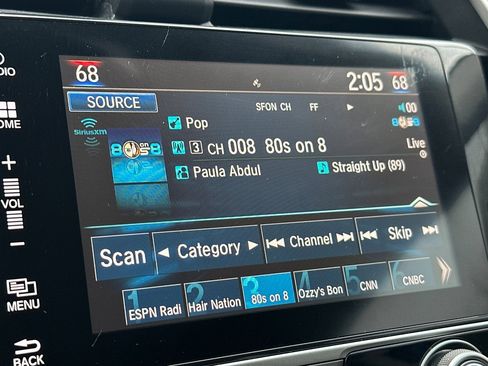 68 2:05 68
SOURCE SFON CH FF 00
SiriusXM Pop
8on8 3 CH 008 80s on 8 Live
Paula Abdul Straight Up (89)
VOL
Scan Category Channel Skip
MENU
1 ESPN Radi 2 Hair Nation 3 80s on 8 4 Ozzy's Bon 5 CNN 6 CNBC
BACK